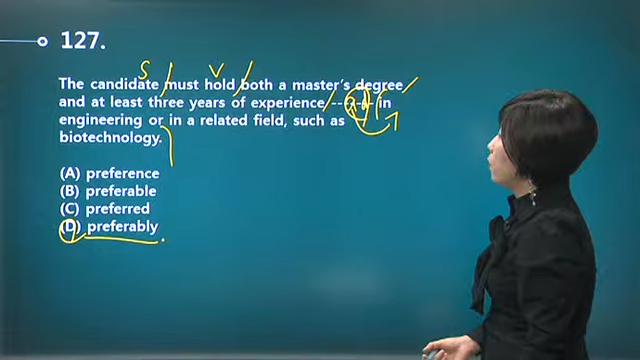 127.
S V
The candidate must hold both a master's degree
and at least three years of experience ------- in
engineering or in a related field, such as
biotechnology.
(A) preference
(B) preferable
(C) preferred
(D) preferably